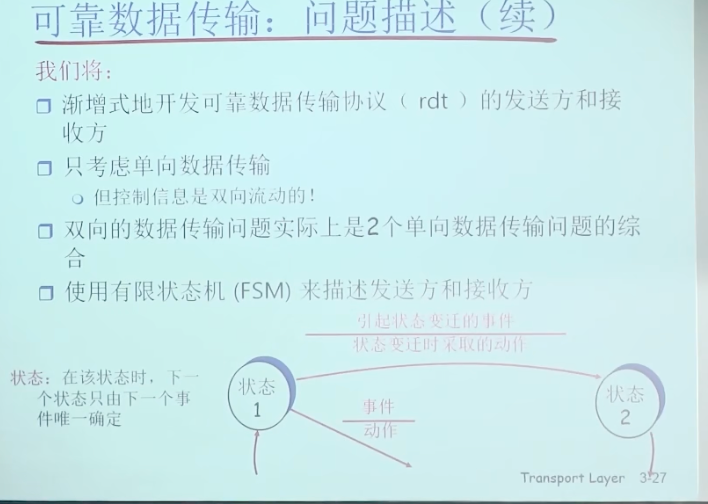 可靠数据传输：问题描述（续）
我们将：
渐增式地开发可靠数据传输协议（ rdt ）的发送方和接
收方
只考虑单向数据传输
但控制信息是双向流动的！
双向的数据传输问题实际上是2个单向数据传输问题的综
合
使用有限状态机 (FSM) 来描述发送方和接收方
引起状态变迁的事件
状态变迁时采取的动作
状态：在该状态时，下一
个状态只由下一个事
件唯一确定
状态
1
事件
动作
状态
2
Transport Layer 3-27